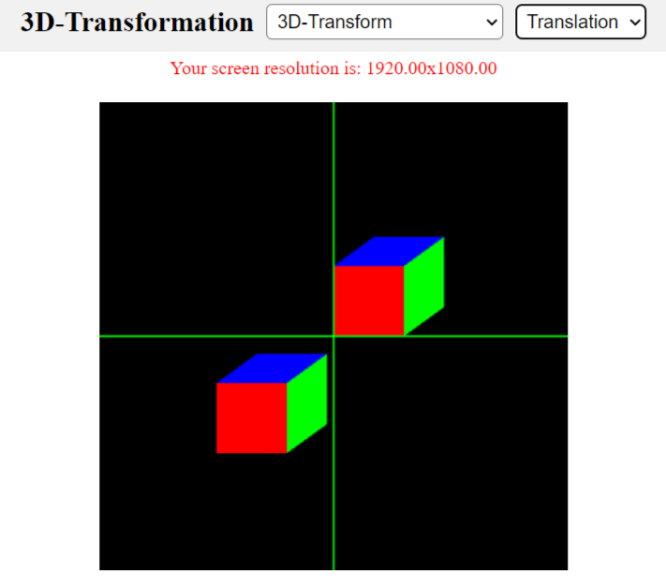 3D-Transformation 3D-Transform Translation
Your screen resolution is: 1920.00x1080.00